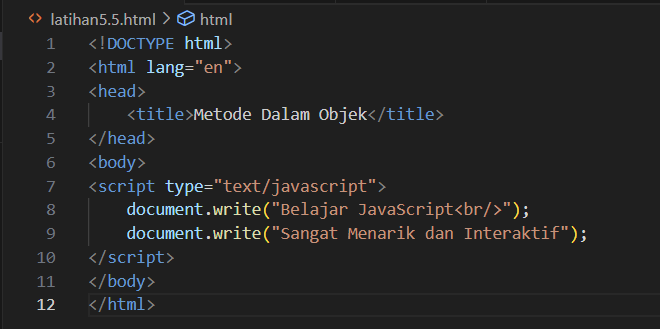 latihan5.5.html > html
1 <!DOCTYPE html>
2 <html lang="en">
3 <head>
4     <title>Metode Dalam Objek</title>
5 </head>
6 <body>
7 <script type="text/javascript">
8     document.write("Belajar JavaScript<br/>");
9     document.write("Sangat Menarik dan Interaktif");
10 </script>
11 </body>
12 </html>